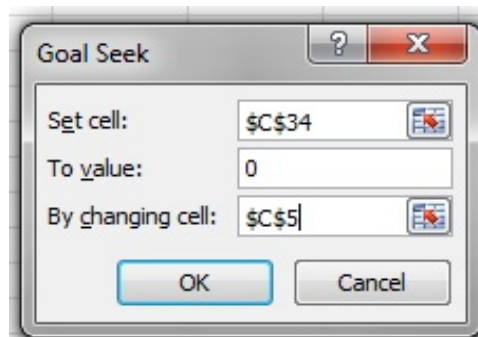 Goal Seek ? X
Set cell: $C$34
To value: 0
By changing cell: $C$5
OK Cancel